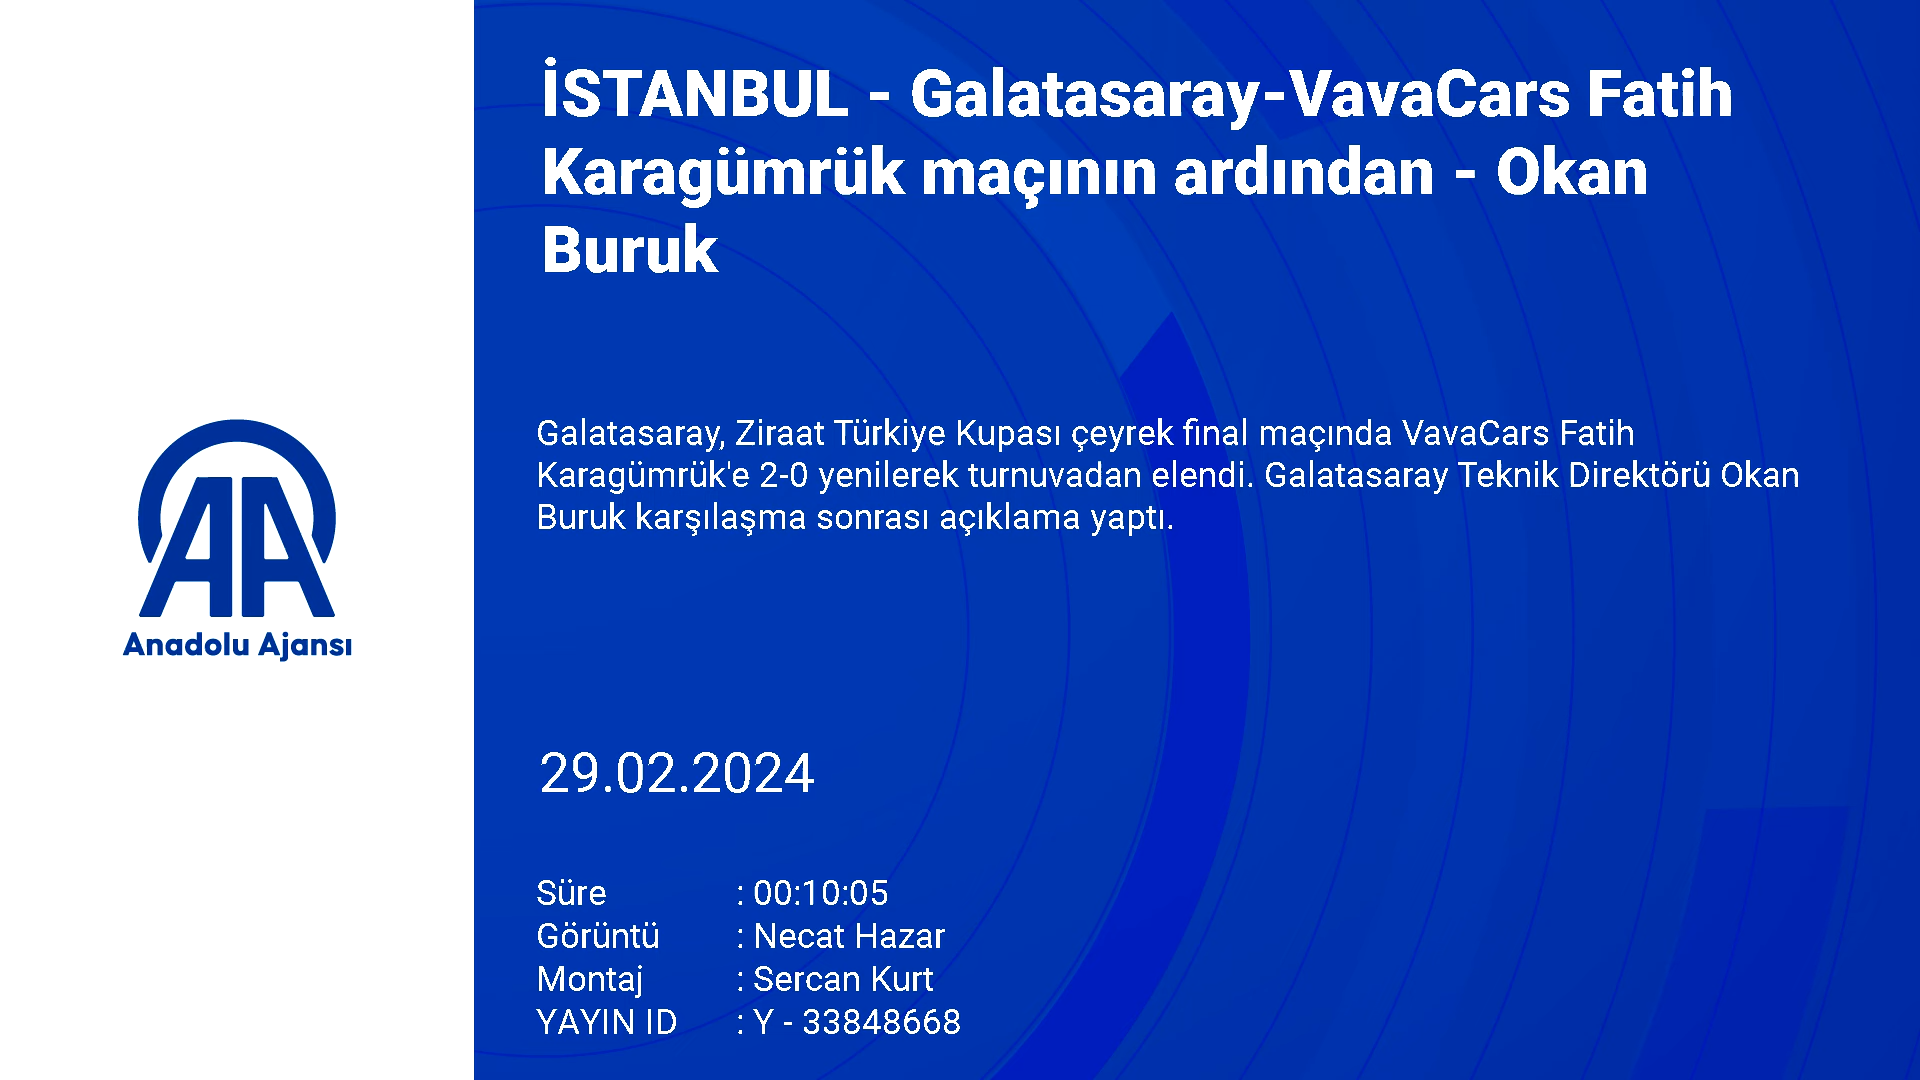 İSTANBUL - Galatasaray-VavaCars Fatih
Karagümrük maçının ardından - Okan
Buruk
Galatasaray, Ziraat Türkiye Kupası çeyrek final maçında VavaCars Fatih
Karagümrük'e 2-0 yenilerek turnuvadan elendi. Galatasaray Teknik Direktörü Okan
Buruk karşılaşma sonrası açıklama yaptı.
AA
Anadolu Ajansı
29.02.2024
Süre : 00:10:05
Görüntü : Necat Hazar
Montaj : Sercan Kurt
YAYIN ID : Y - 33848668